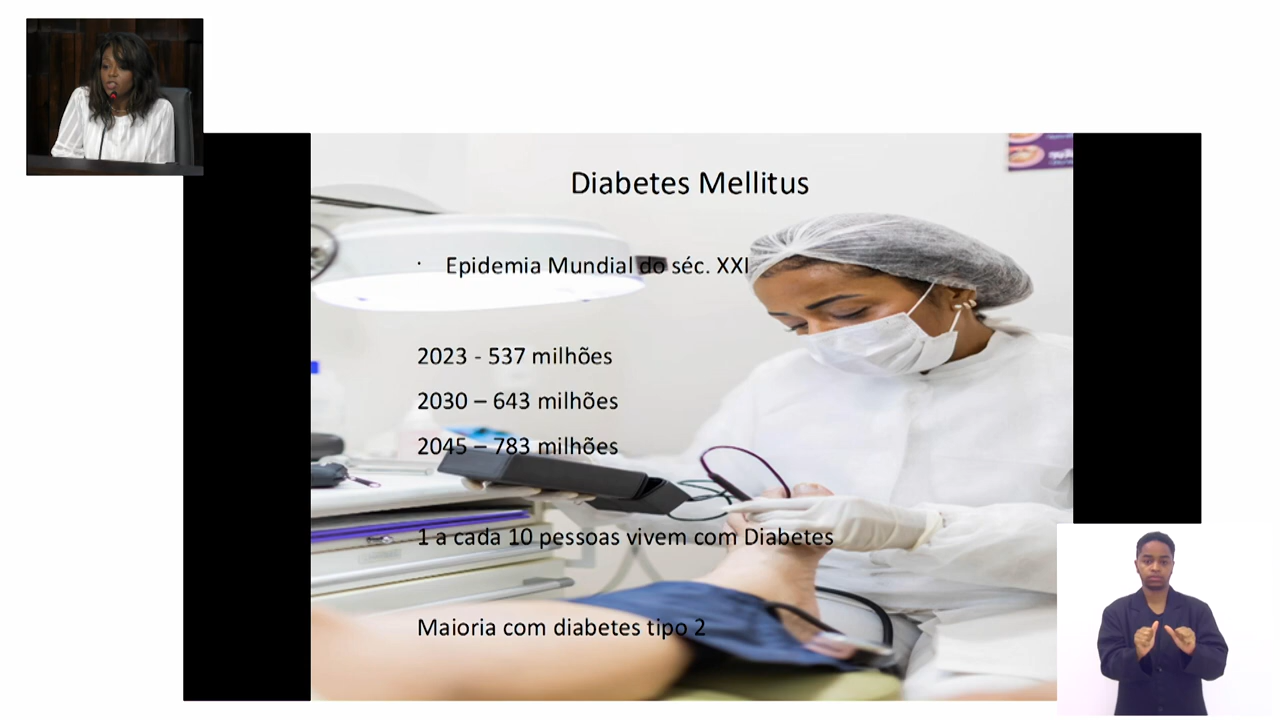 Diabetes Mellitus
· Epidemia Mundial do séc. XXI
2023 - 537 milhões
2030 – 643 milhões
2045 – 783 milhões
1 a cada 10 pessoas vivem com Diabetes
Maioria com diabetes tipo 2